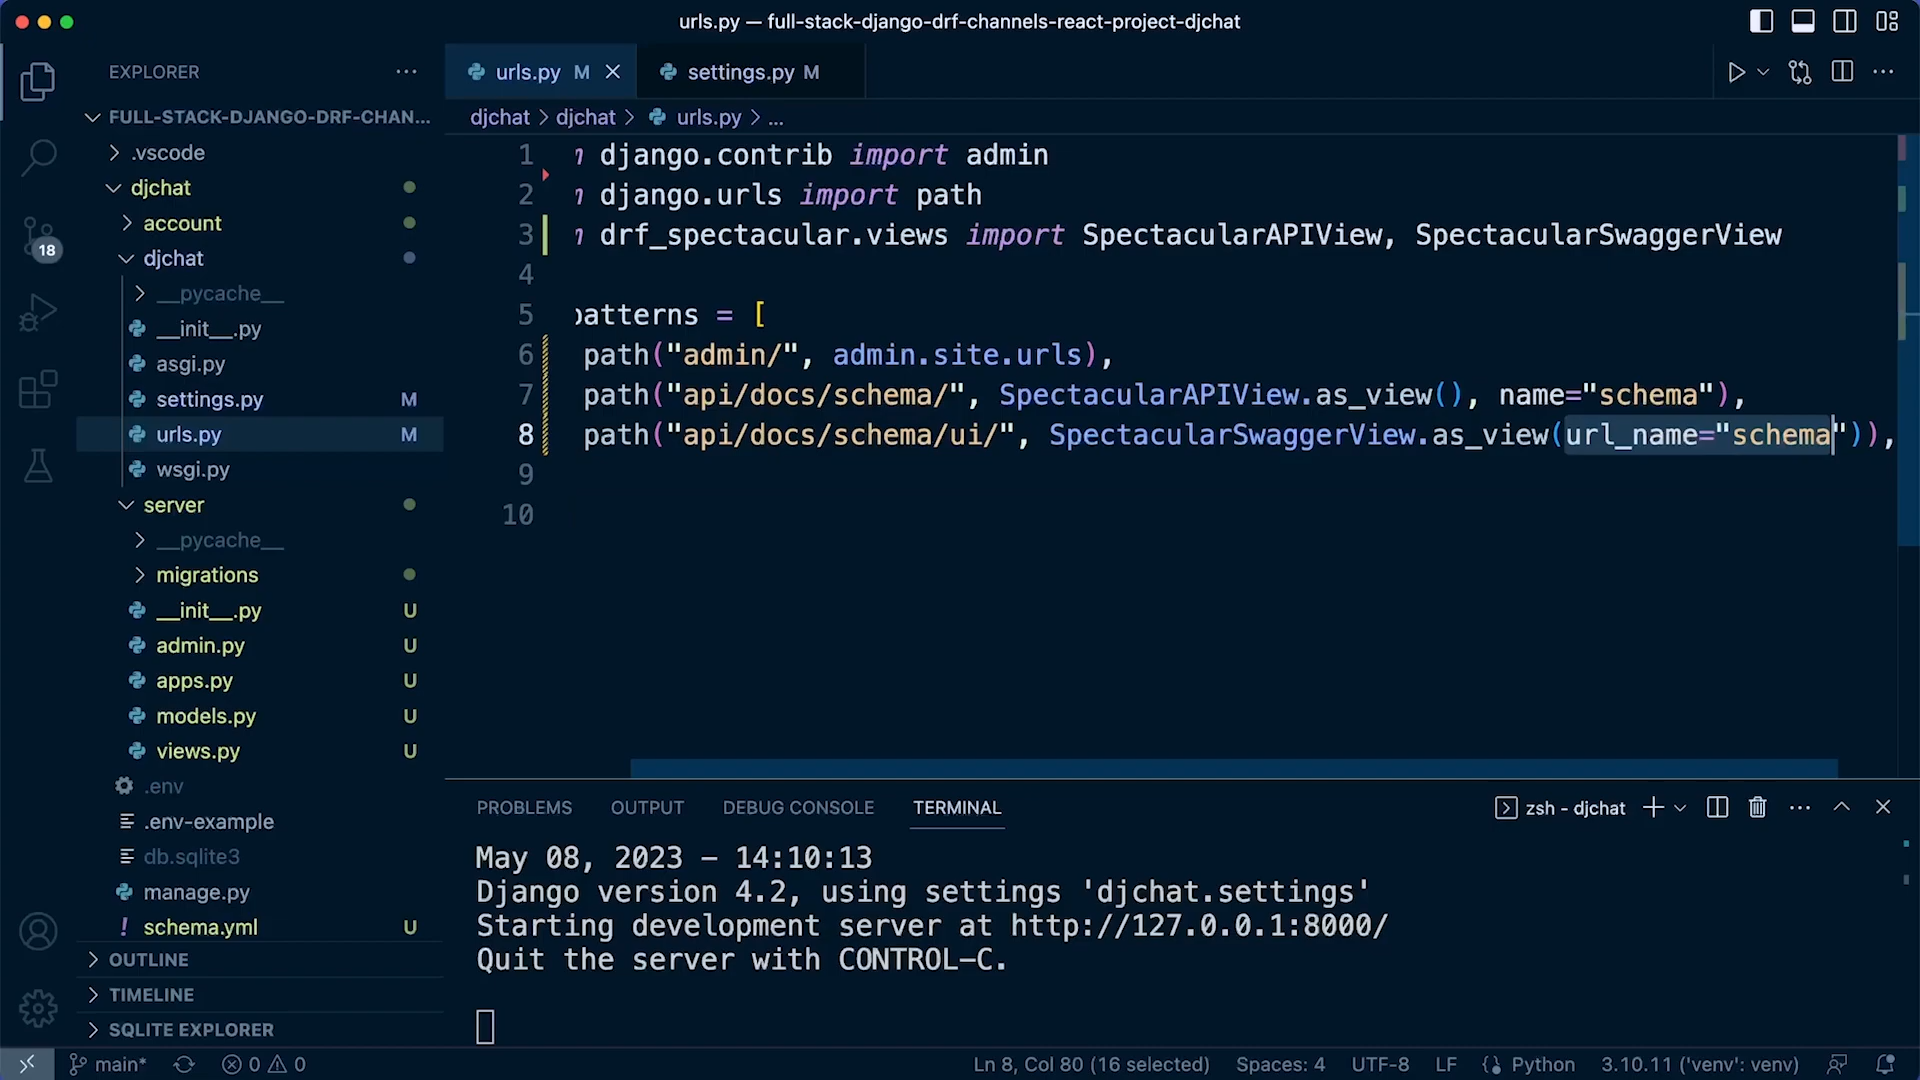 urls.py — full-stack-django-drf-channels-react-project-djchat
EXPLORER
FULL-STACK-DJANGO-DRF-CHAN...
.vscode
djchat
account
djchat
__pycache__
__init__.py
asgi.py
settings.py M
urls.py M
wsgi.py
server
__pycache__
migrations
__init__.py U
admin.py U
apps.py U
models.py U
views.py U
.env
.env-example
db.sqlite3
manage.py
! schema.yml U
OUTLINE
TIMELINE
SQLITE EXPLORER
18
urls.py M
settings.py M
djchat > djchat > urls.py > ...
1 django.contrib import admin
2 django.urls import path
3 drf_spectacular.views import SpectacularAPIView, SpectacularSwaggerView
4
5 patterns = [
6 path("admin/", admin.site.urls),
7 path("api/docs/schema/", SpectacularAPIView.as_view(), name="schema"),
8 path("api/docs/schema/ui/", SpectacularSwaggerView.as_view(url_name="schema")),
9
10
PROBLEMS OUTPUT DEBUG CONSOLE TERMINAL
zsh - djchat
May 08, 2023 - 14:10:13
Django version 4.2, using settings 'djchat.settings'
Starting development server at http://127.0.0.1:8000/
Quit the server with CONTROL-C.
main* 0 0 Ln 8, Col 80 (16 selected) Spaces: 4 UTF-8 LF Python 3.10.11 ('venv': venv)